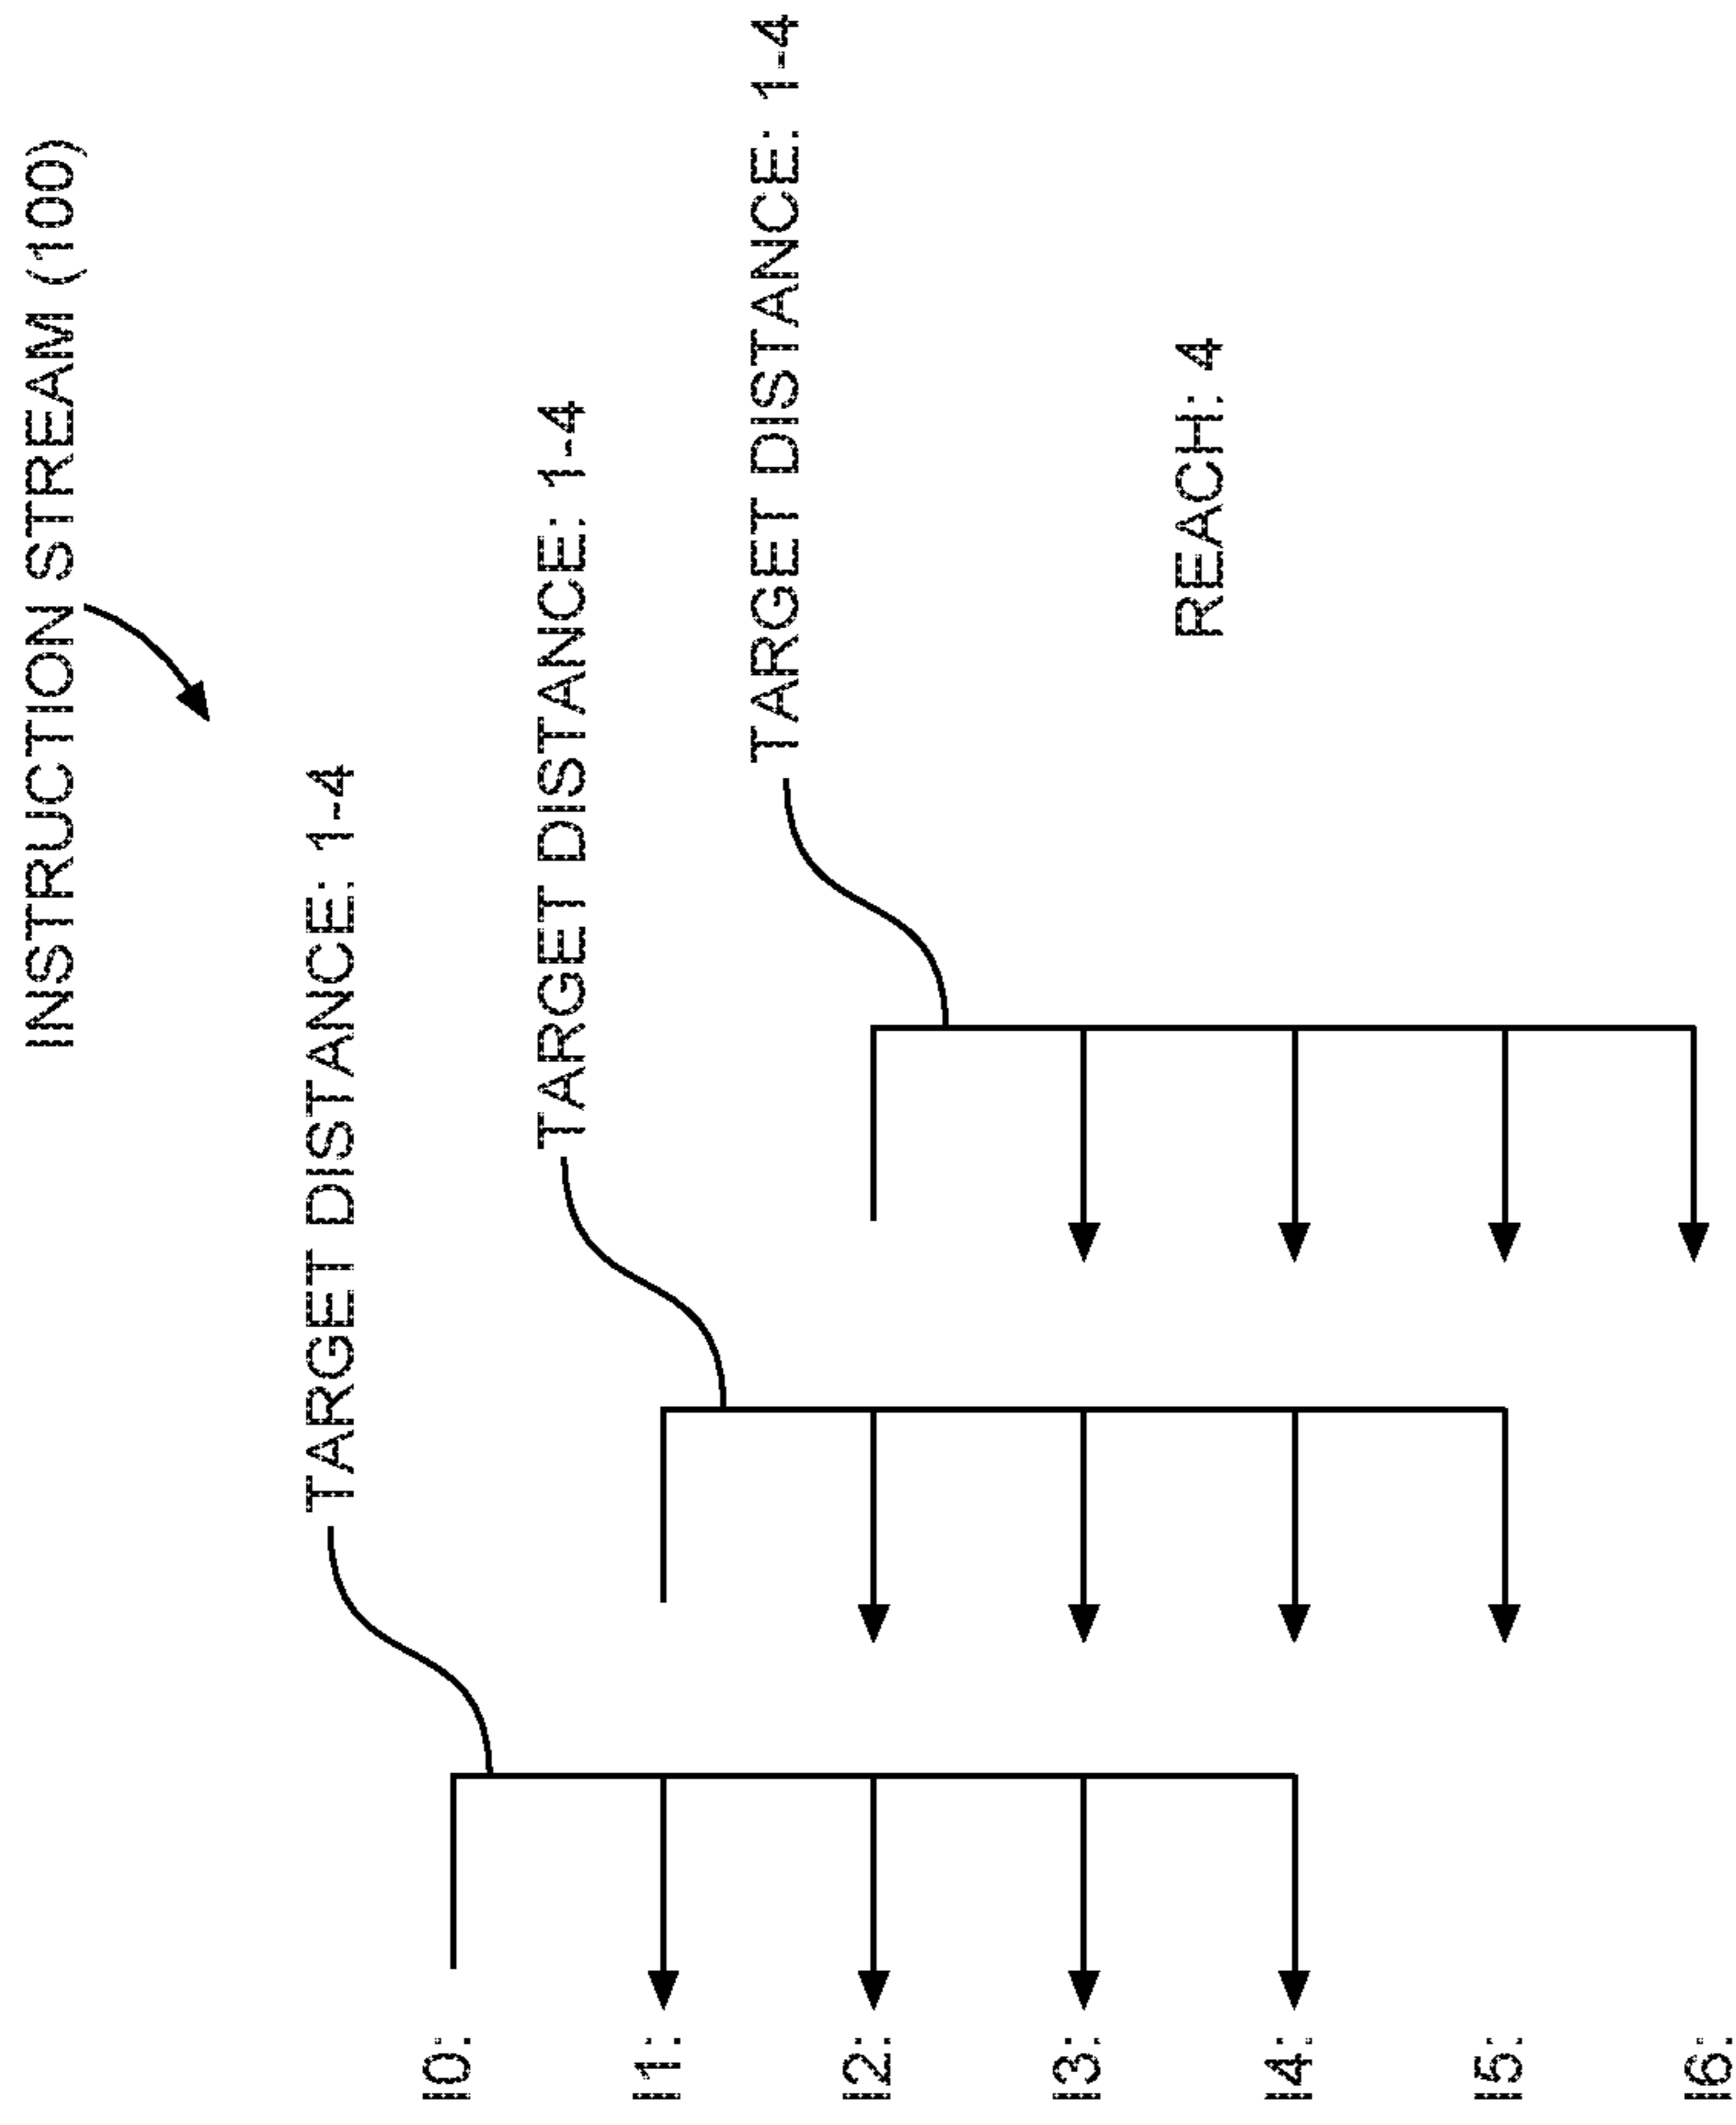 INSTRUCTION STREAM (100)
TARGET DISTANCE: 1-4
I0:
TARGET DISTANCE: 1-4
I1:
TARGET DISTANCE: 1-4
I2:
I3:
REACH: 4
I4:
I5:
I6: